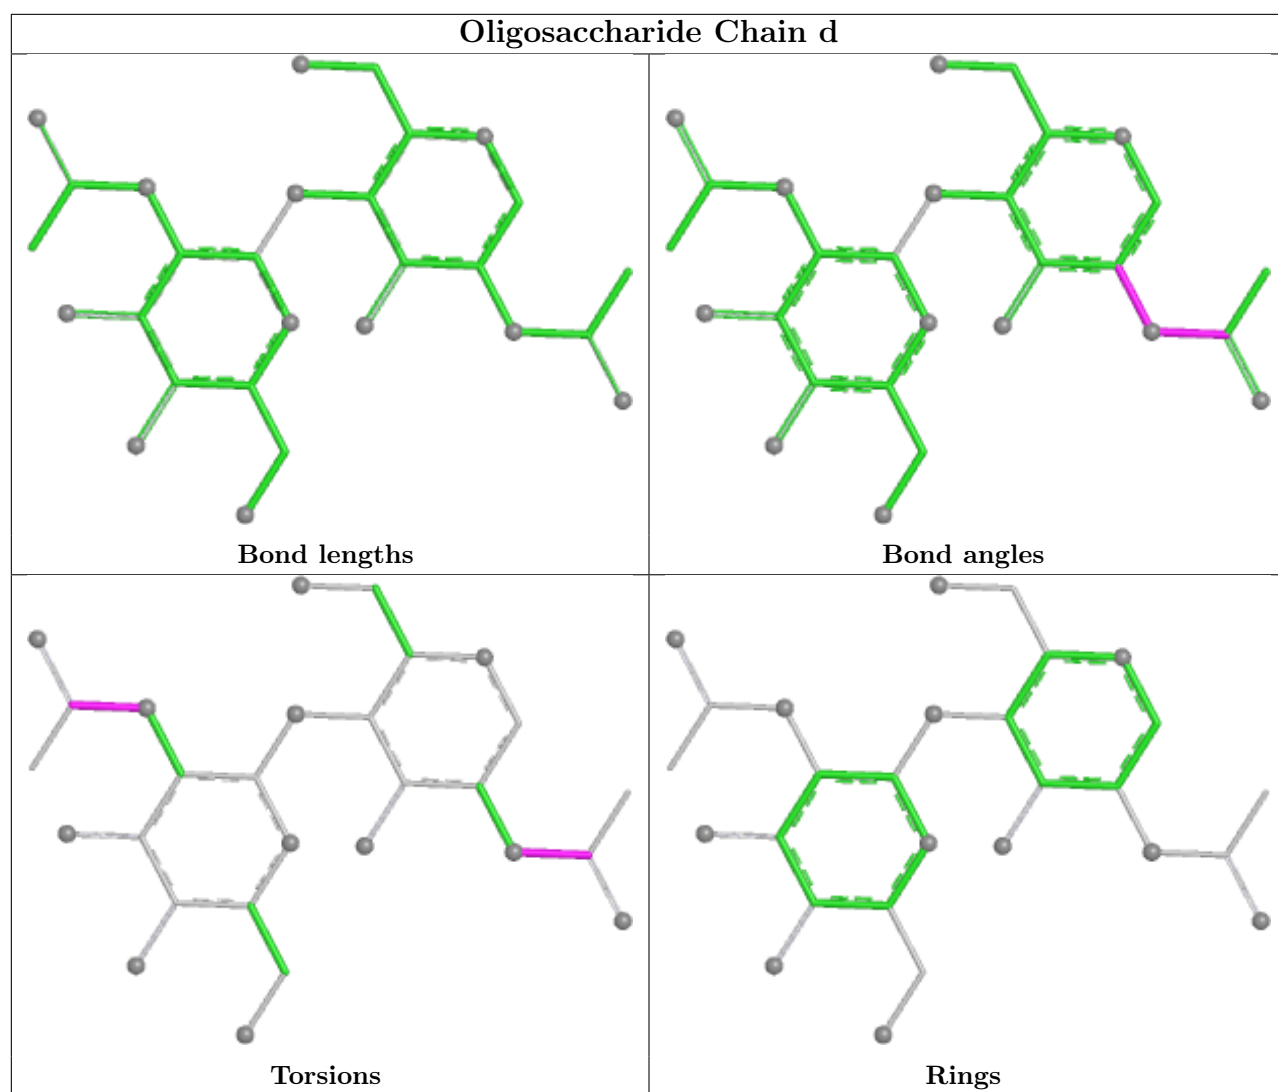 Oligosaccharide Chain d
Bond lengths
Bond angles
Torsions
Rings